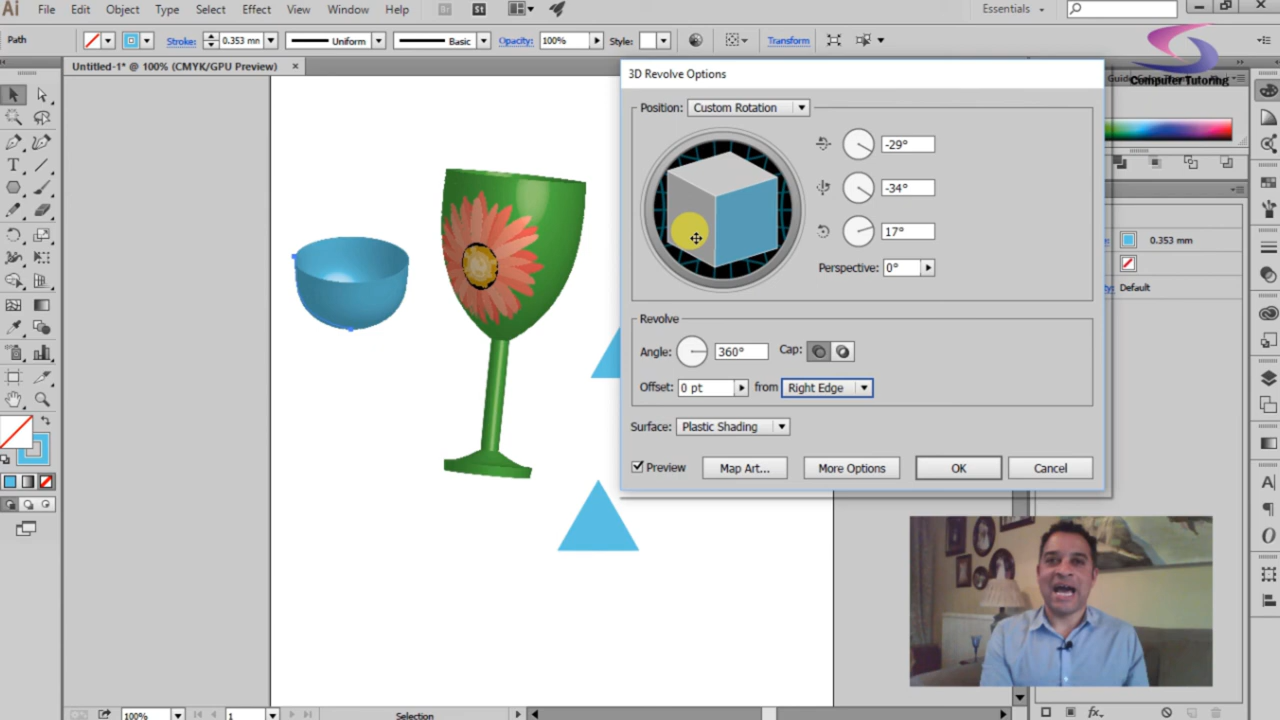 Ai File Edit Object Type Select Effect View Window Help Br St Essentials
Path Stroke: 0.353 mm Uniform Basic Opacity: 100% Style: Transform
Untitled-1* @ 100% (CMYK/GPU Preview)
Computer Tutoring
3D Revolve Options
Position: Custom Rotation
-29°
-34°
17°
Perspective: 0°
Revolve
Angle: 360° Cap:
Offset: 0 pt from Right Edge
Surface: Plastic Shading
Preview Map Art... More Options OK Cancel
0.353 mm
Default
100% 1 Selection